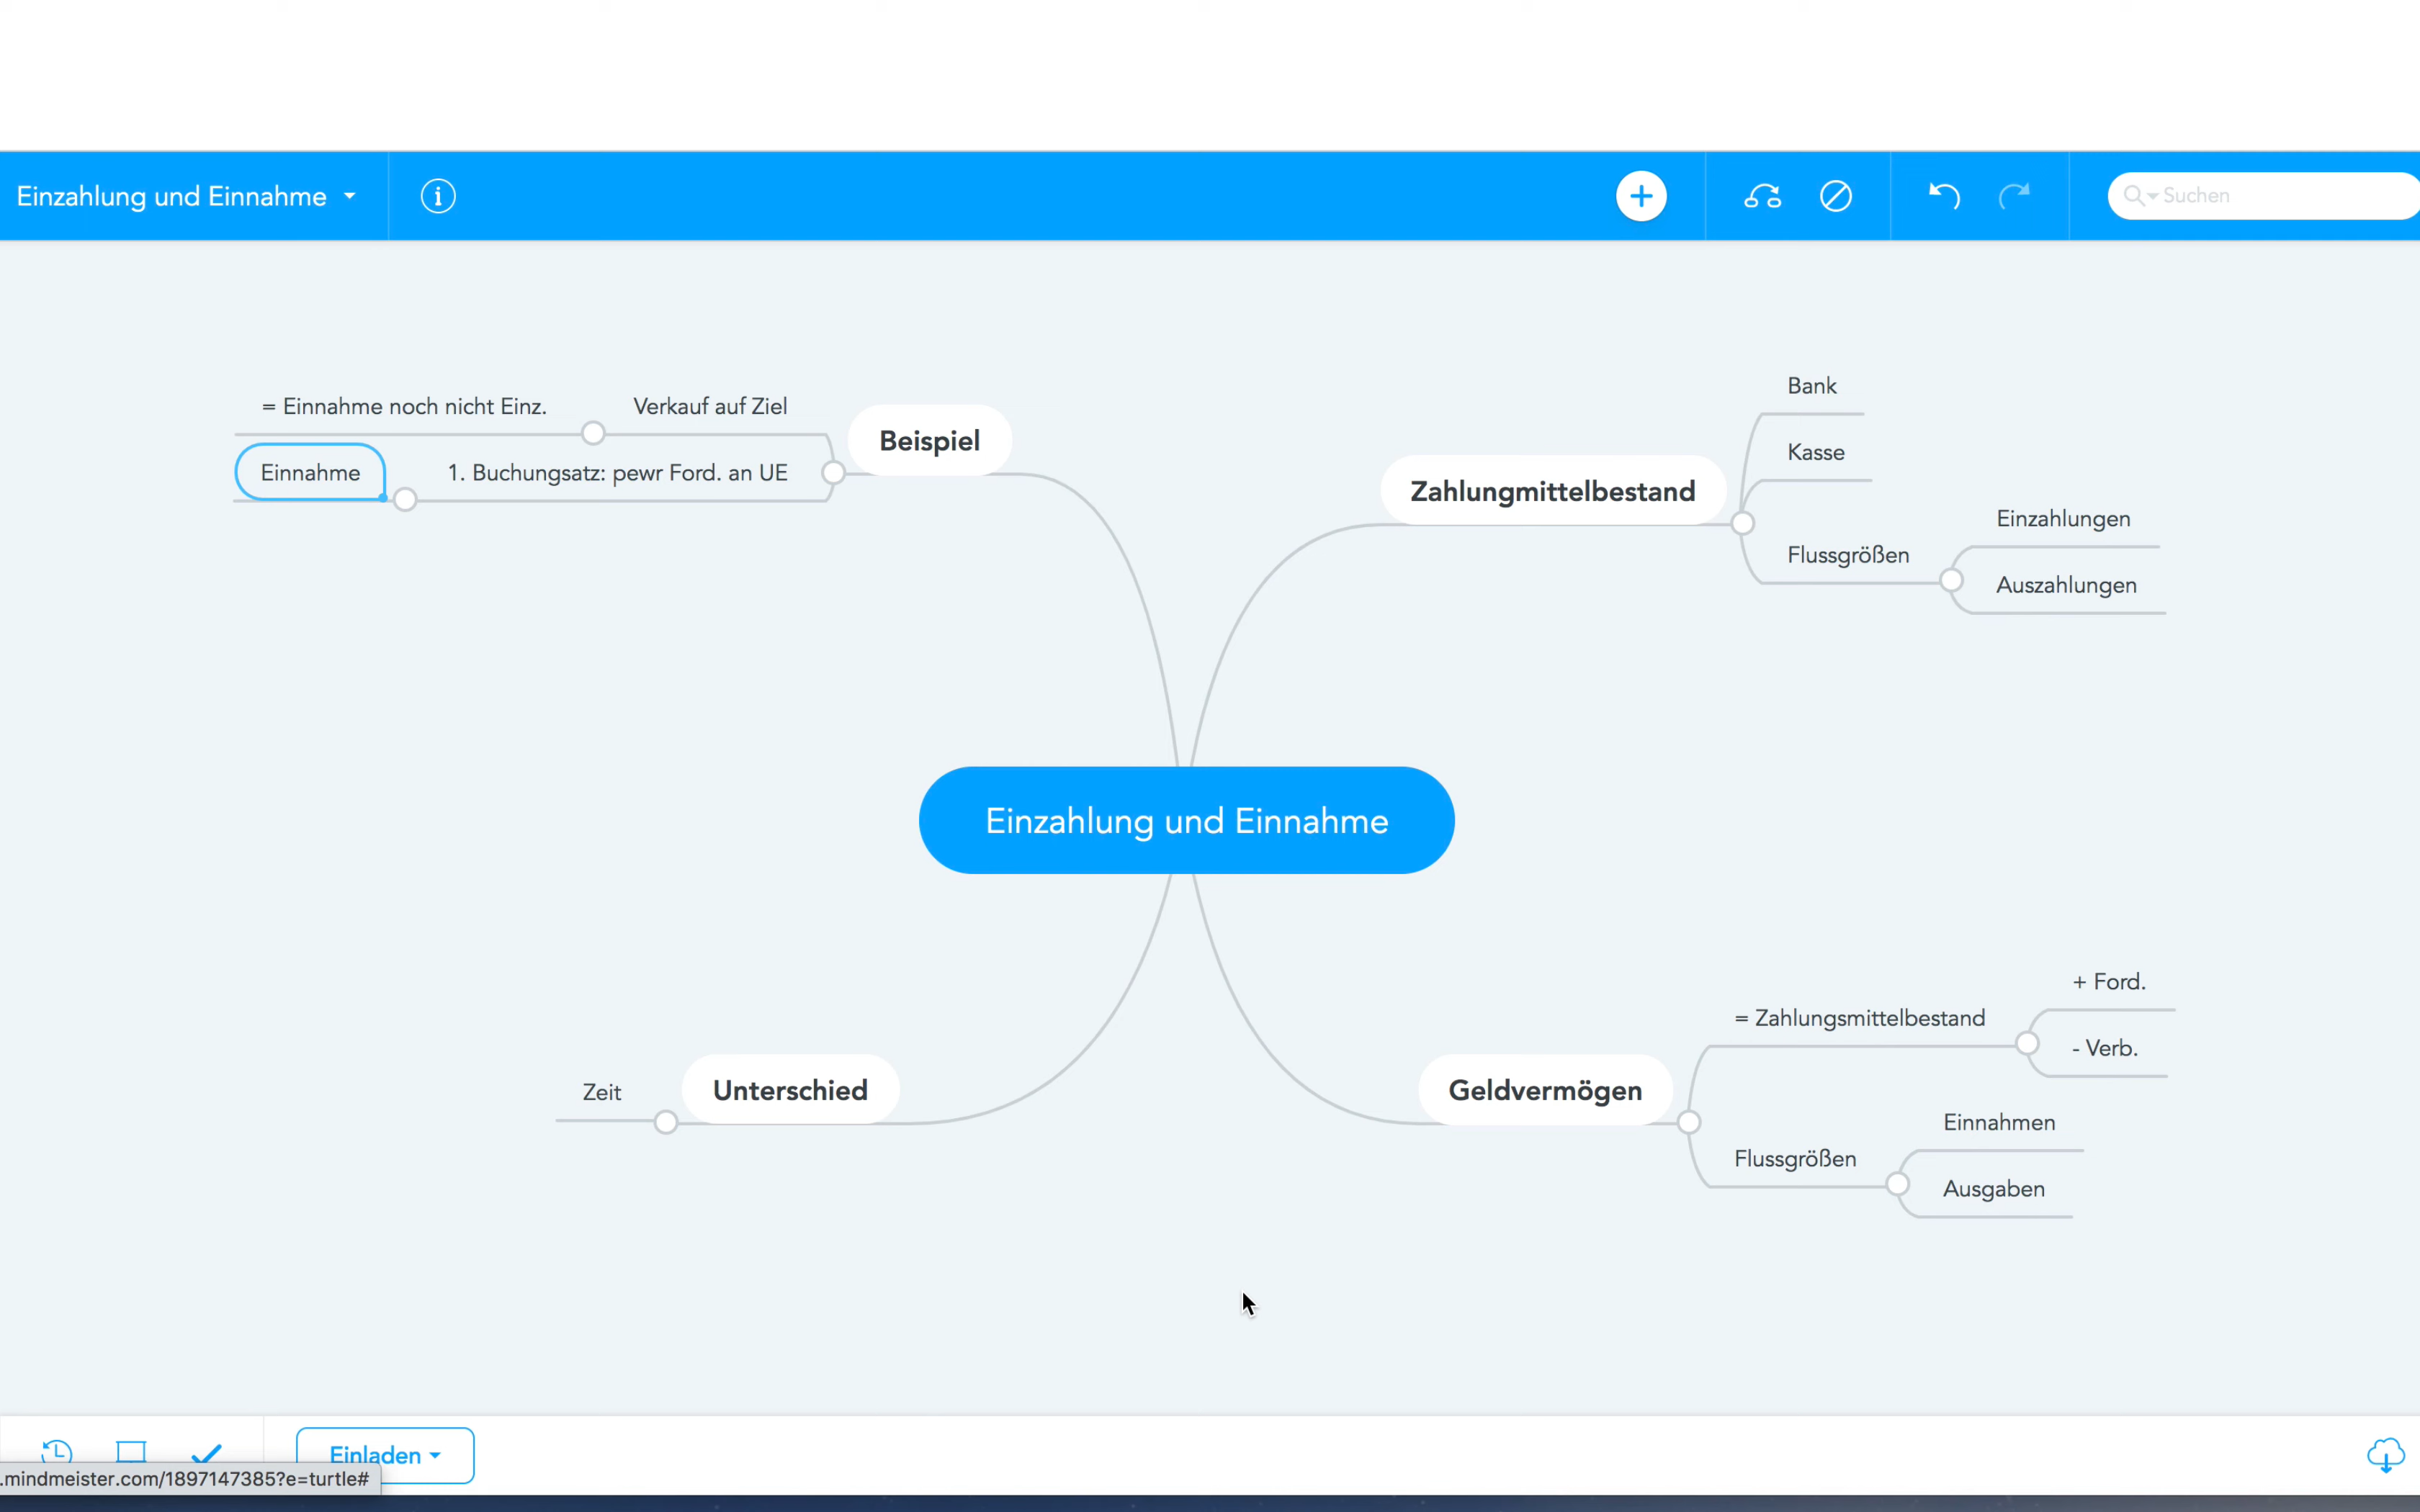 Einzahlung und Einnahme
Suchen
= Einnahme noch nicht Einz.
Verkauf auf Ziel
Einnahme
1. Buchungsatz: pewr Ford. an UE
Beispiel
Zahlungmittelbestand
Bank
Kasse
Flussgrößen
Einzahlungen
Auszahlungen
Einzahlung und Einnahme
Zeit
Unterschied
Geldvermögen
= Zahlungsmittelbestand
+ Ford.
- Verb.
Flussgrößen
Einnahmen
Ausgaben
Einladen
.mindmeister.com/1897147385?e=turtle#